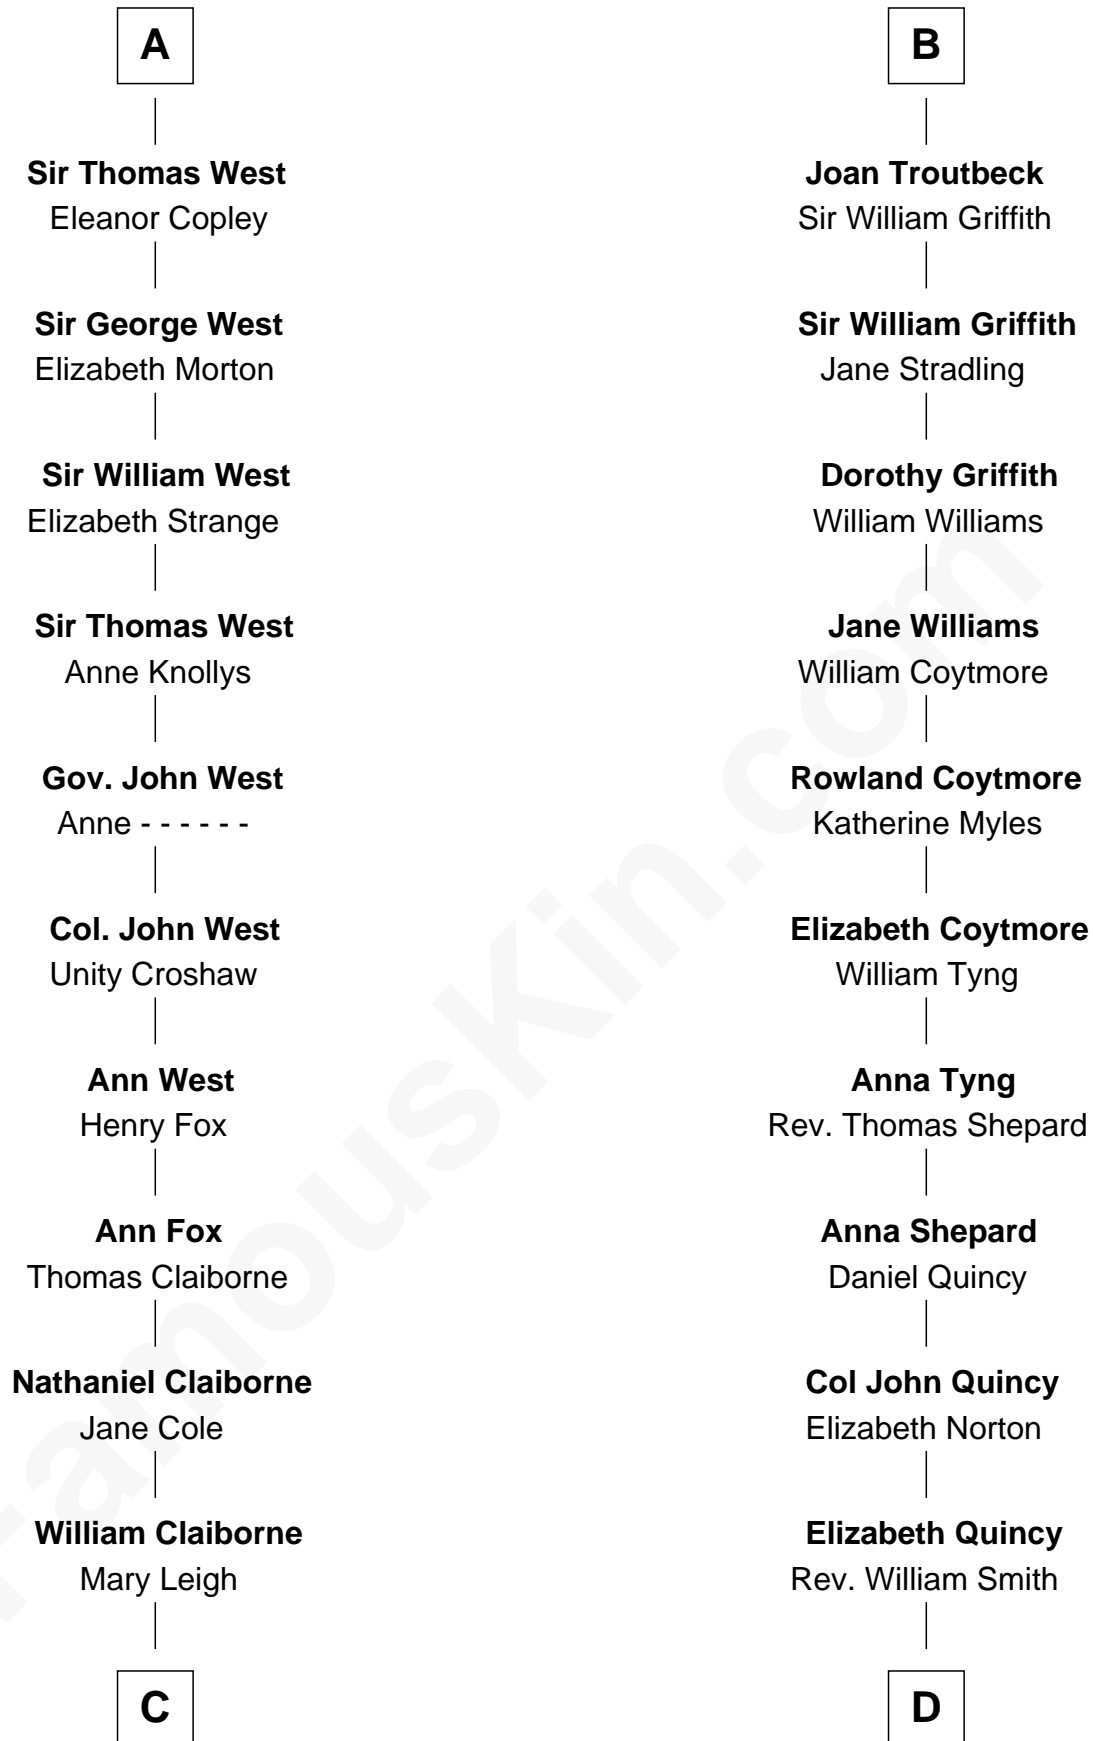 A
Sir Thomas West
Eleanor Copley
Sir George West
Elizabeth Morton
Sir William West
Elizabeth Strange
Sir Thomas West
Anne Knollys
Gov. John West
Anne - - - - - -
Col. John West
Unity Croshaw
Ann West
Henry Fox
Ann Fox
Thomas Claiborne
Nathaniel Claiborne
Jane Cole
William Claiborne
Mary Leigh
C
B
Joan Troutbeck
Sir William Griffith
Sir William Griffith
Jane Stradling
Dorothy Griffith
William Williams
Jane Williams
William Coytmore
Rowland Coytmore
Katherine Myles
Elizabeth Coytmore
William Tyng
Anna Tyng
Rev. Thomas Shepard
Anna Shepard
Daniel Quincy
Col John Quincy
Elizabeth Norton
Elizabeth Quincy
Rev. William Smith
D
FamousKin.com